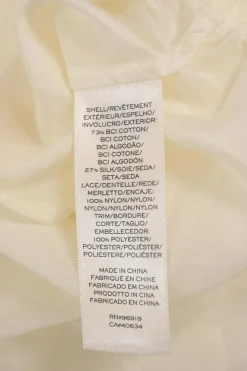 SHELL/REVÊTEMENT
EXTÉRIEUR/ESPELHO/
INVOLUCRO/EXTERIOR:
73% BCI COTTON/
BCI COTON/
BCI ALGODÃO/
BCI COTONE/
BCI ALGODÓN
27% SILK/SOIE/SEDA/
SETA/SEDA
LACE/DENTELLE/REDE/
MERLETTO/ENCAJE:
100% NYLON/NYLON/
NYLON/NYLON/NYLON
TRIM/BORDURE/
CORTE/TAGLIO/
EMBELLECEDOR:
100% POLYESTER/
POLYESTER/POLIÉSTER/
POLIESTERE/POLIÉSTER
MADE IN CHINA
FABRIQUÉ EN CHINE
FABRICADO EM CHINA
FABBRICATO IN CINA
FABRICADO EN CHINA
RN#96919
CA#40634